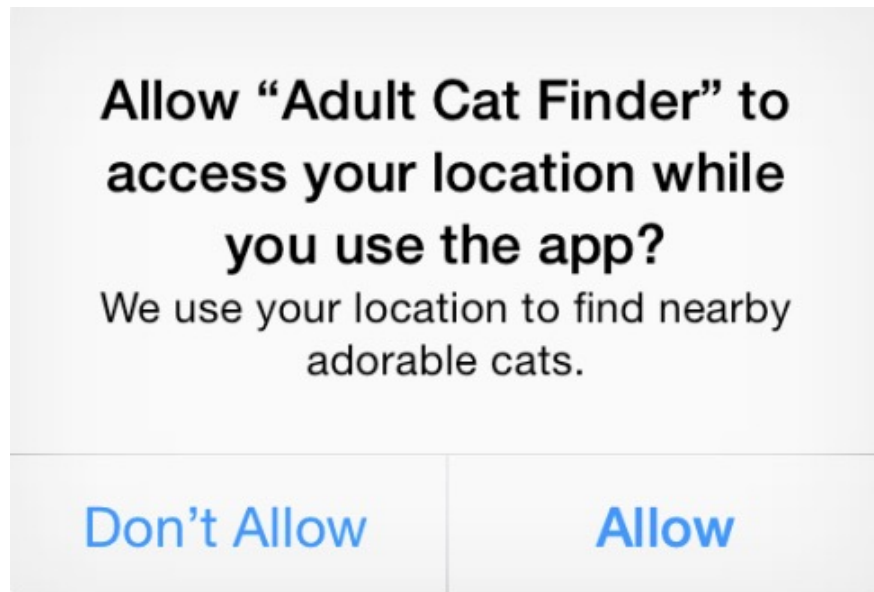 Allow “Adult Cat Finder” to
access your location while
you use the app?
We use your location to find nearby
adorable cats.
Don’t Allow
Allow